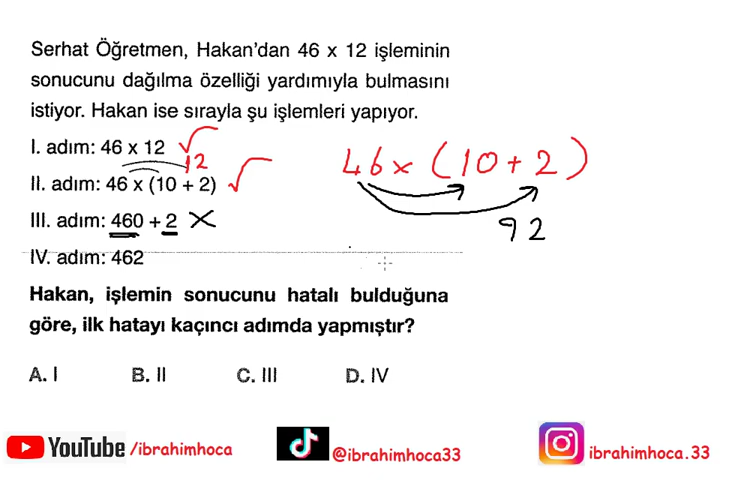 Serhat Öğretmen, Hakan'dan 46 x 12 işleminin
sonucunu dağılma özelliği yardımıyla bulmasını
istiyor. Hakan ise sırayla şu işlemleri yapıyor.
I. adım: 46 x 12 √
12
II. adım: 46 x (10 + 2) √
46 x (10 + 2)
III. adım: 460 + 2 X
92
IV. adım: 462
Hakan, işlemin sonucunu hatalı bulduğuna
göre, ilk hatayı kaçıncı adımda yapmıştır?
A. I B. II C. III D. IV
YouTube /ibrahimhoca @ibrahimhoca33 ibrahimhoca.33